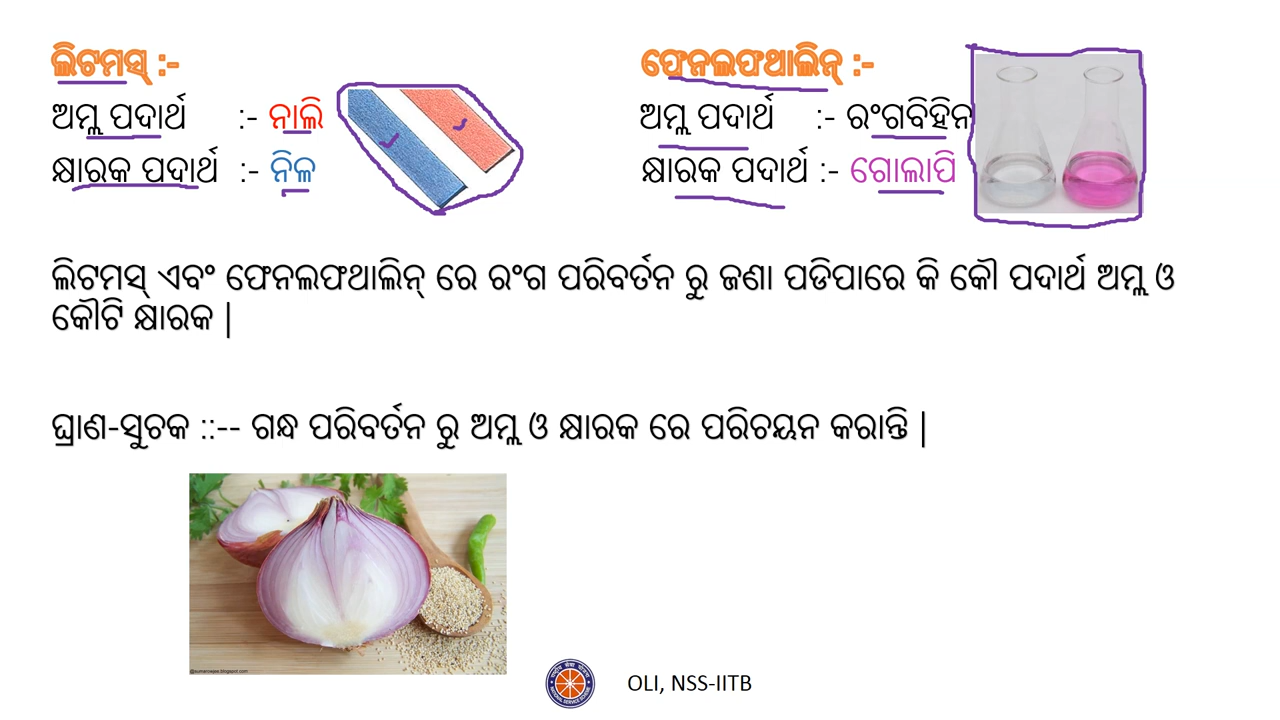 ଲିଟମସ୍ :-
ଅମ୍ଳ ପଦାର୍ଥ :- ନାଲି
କ୍ଷାରକ ପଦାର୍ଥ :- ନିଳ
ଫେନଲଫଥାଲିନ୍ :-
ଅମ୍ଳ ପଦାର୍ଥ :- ରଂଗବିହିନ
କ୍ଷାରକ ପଦାର୍ଥ :- ଗୋଲାପି
ଲିଟମସ୍ ଏବଂ ଫେନଲଫଥାଲିନ୍ ରେ ରଂଗ ପରିବର୍ତନ ରୁ ଜଣା ପଡିପାରେ କି କୌ ପଦାର୍ଥ ଅମ୍ଳ ଓ
କୌଟି କ୍ଷାରକ |
ଘ୍ରାଣ-ସୁଚକ ::-- ଗନ୍ଧ ପରିବର୍ତନ ରୁ ଅମ୍ଳ ଓ କ୍ଷାରକ ରେ ପରିଚୟନ କରାନ୍ତି |
OLI, NSS-IITB